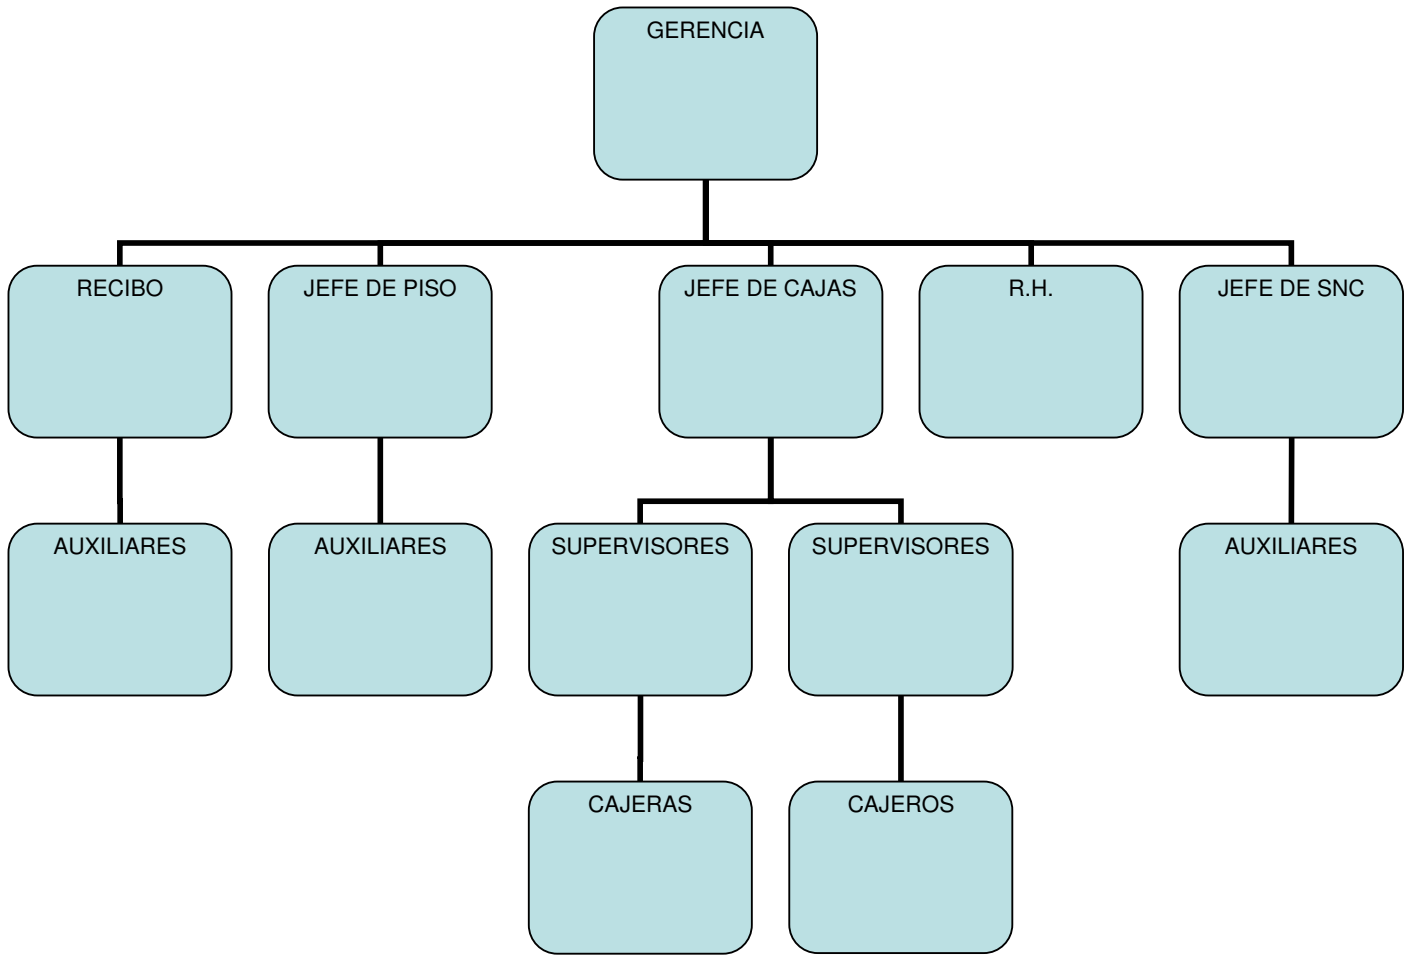 GERENCIA
RECIBO
JEFE DE PISO
JEFE DE CAJAS
R.H.
JEFE DE SNC
AUXILIARES
AUXILIARES
SUPERVISORES
SUPERVISORES
AUXILIARES
CAJERAS
CAJEROS